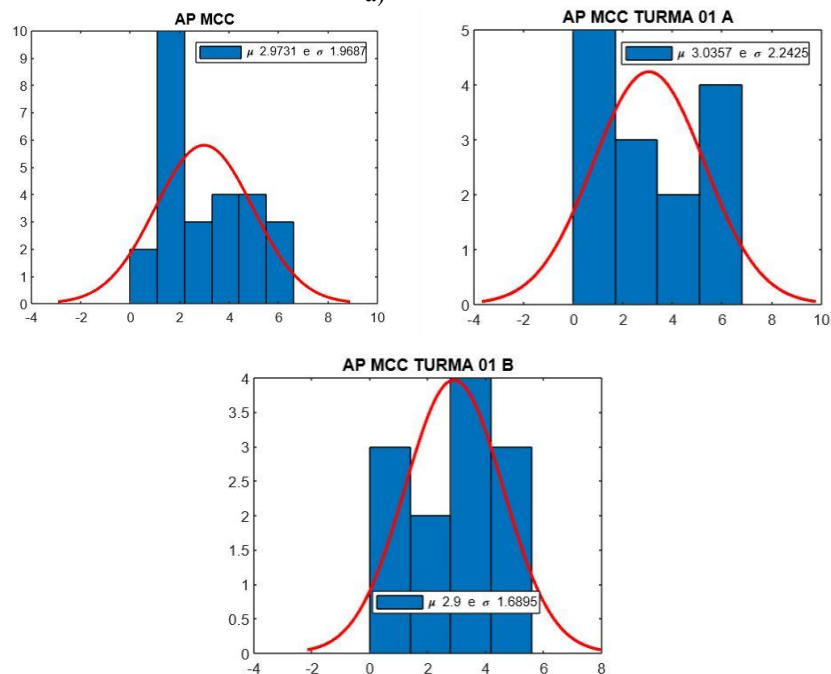 a)
AP MCC
10
9
8
7
6
5
4
3
2
1
0
-4 -2 0 2 4 6 8 10
μ 2.9731 e σ 1.9687
AP MCC TURMA 01 A
5
4
3
2
1
0
-4 -2 0 2 4 6 8 10
μ 3.0357 e σ 2.2425
AP MCC TURMA 01 B
4
3.5
3
2.5
2
1.5
1
0.5
0
-4 -2 0 2 4 6 8
μ 2.9 e σ 1.6895